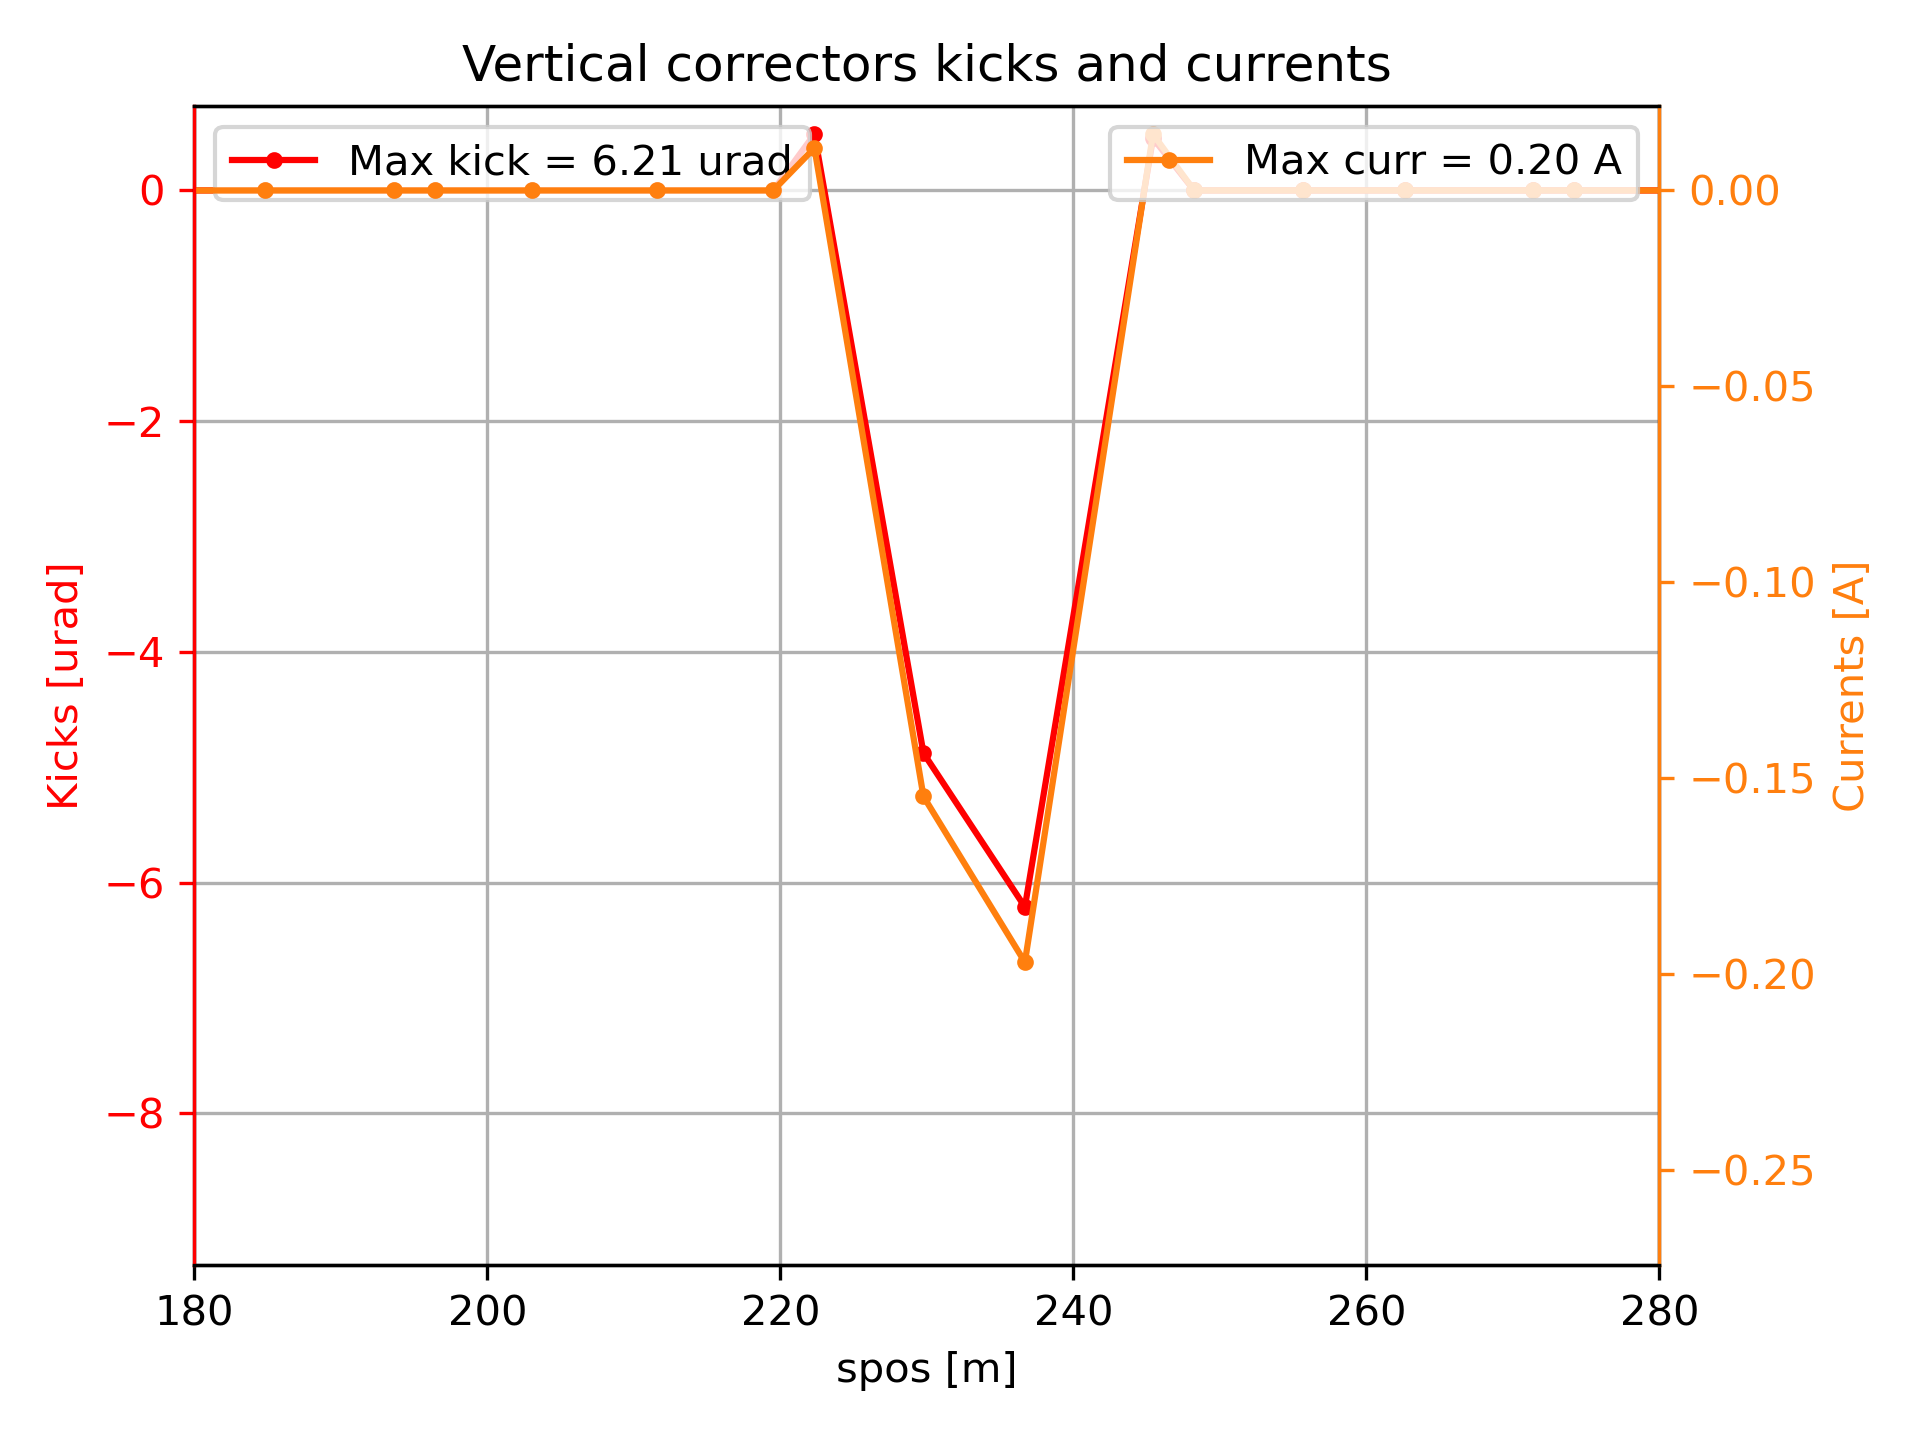 Vertical correctors kicks and currents
Max kick = 6.21 urad
Max curr = 0.20 A
0
−2
−4
−6
−8
Kicks [urad]
0.00
−0.05
−0.10
−0.15
−0.20
−0.25
Currents [A]
180 200 220 240 260 280
spos [m]